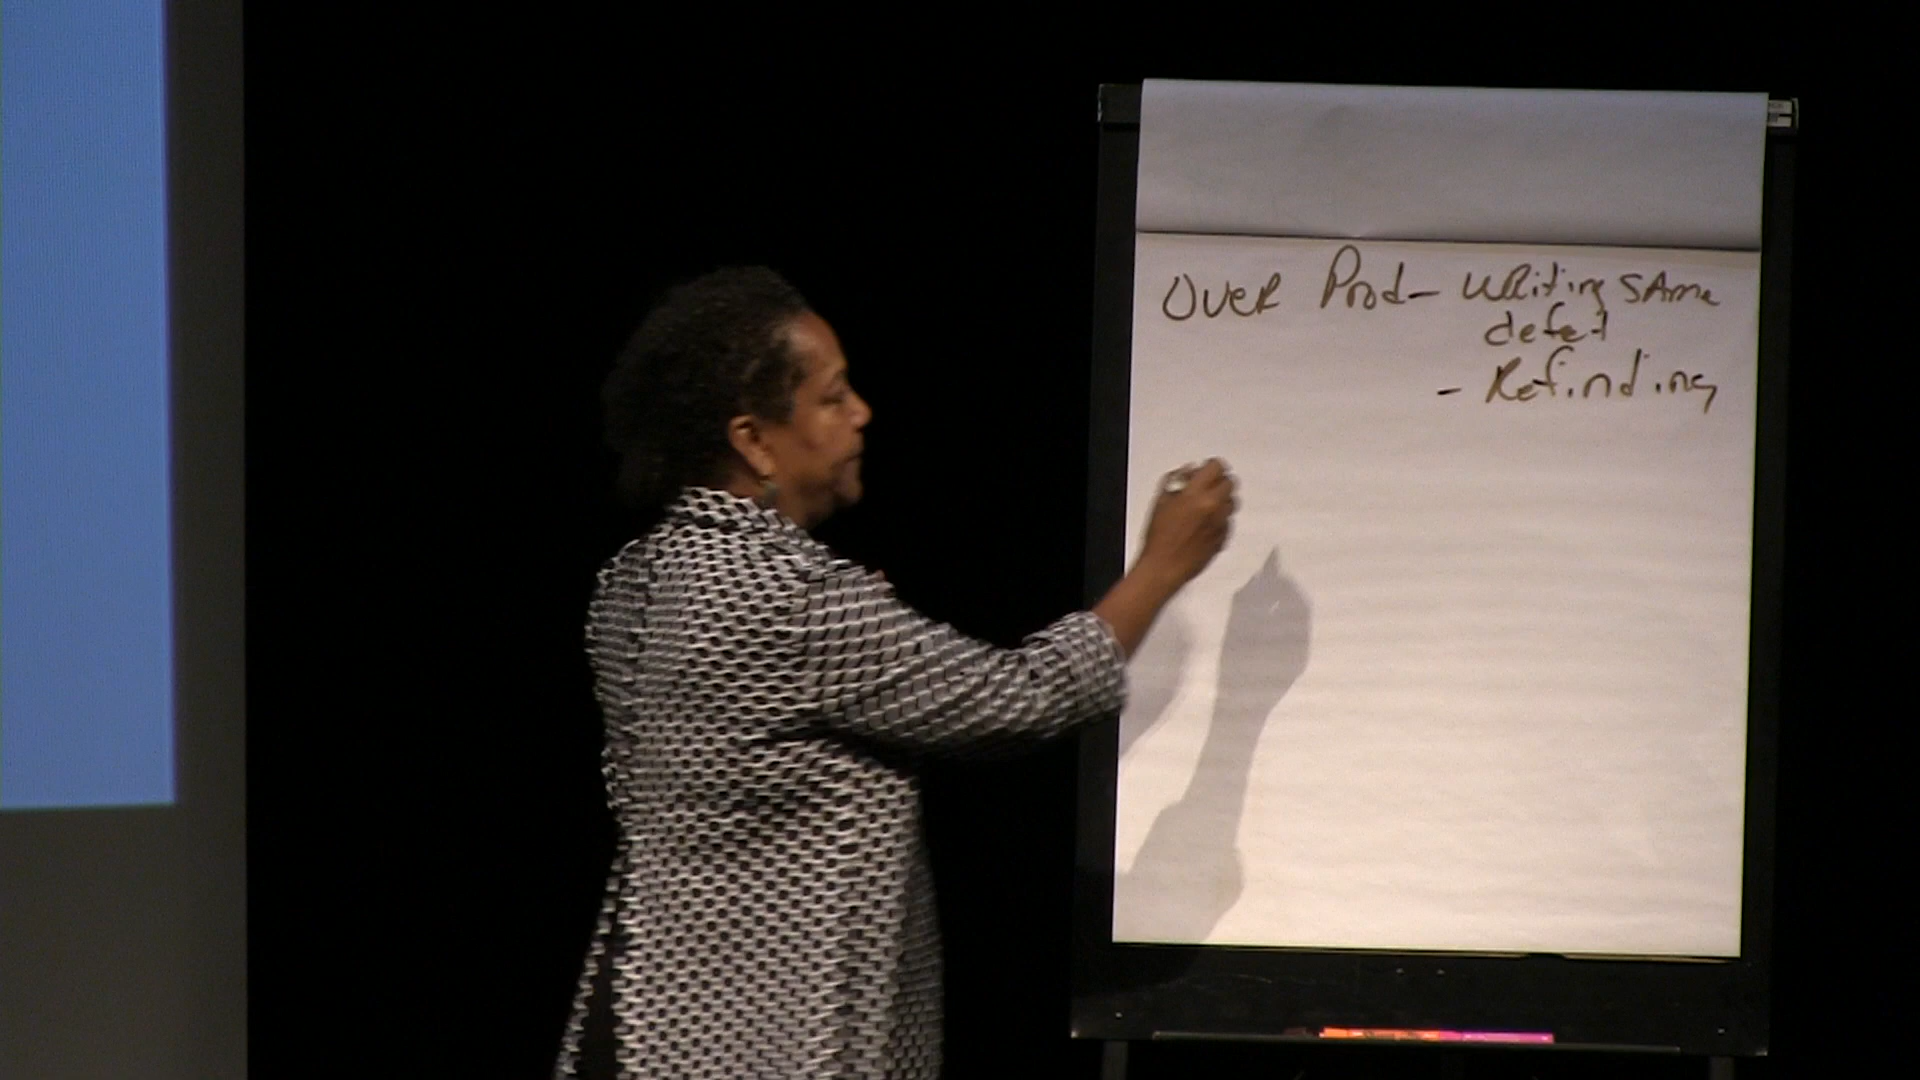 OVER Prod- WRiting SAme
defect
- Refinding